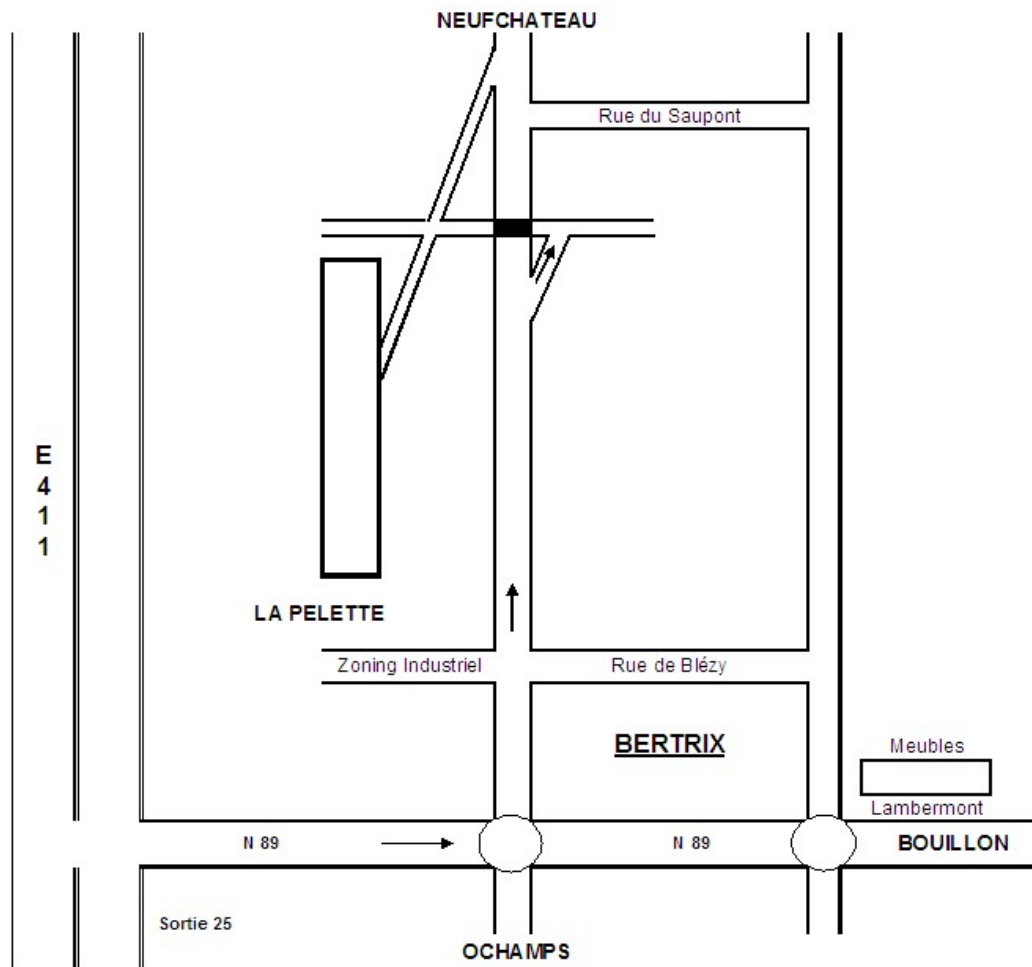 NEUFCHATEAU
Rue du Saupont
E
4
1
1
LA PELETTE
Zoning Industriel
Rue de Blézy
BERTRIX
Meubles
Lambermont
N 89
N 89
BOUILLON
Sortie 25
OCHAMPS